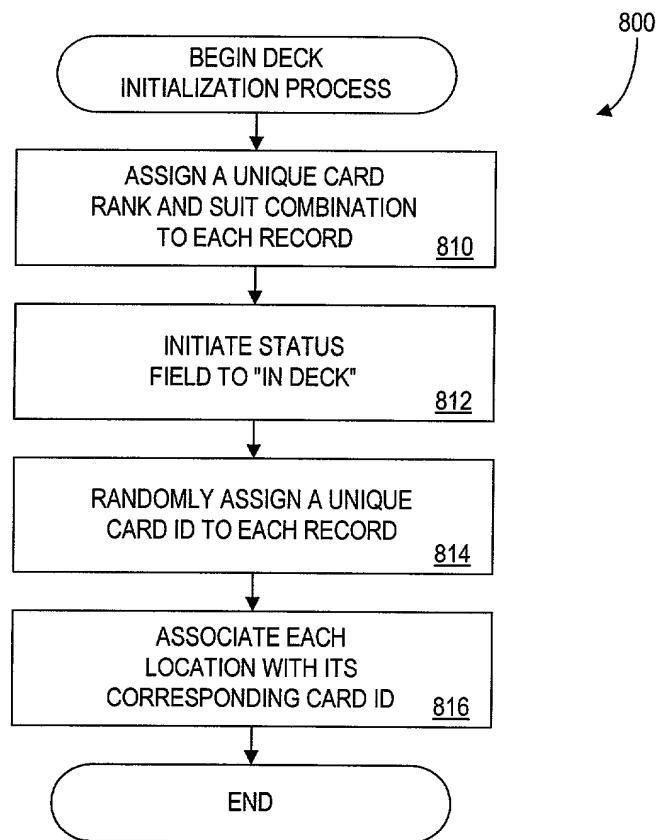 800
BEGIN DECK
INITIALIZATION PROCESS
ASSIGN A UNIQUE CARD
RANK AND SUIT COMBINATION
TO EACH RECORD
810
INITIATE STATUS
FIELD TO "IN DECK"
812
RANDOMLY ASSIGN A UNIQUE
CARD ID TO EACH RECORD
814
ASSOCIATE EACH
LOCATION WITH ITS
CORRESPONDING CARD ID
816
END